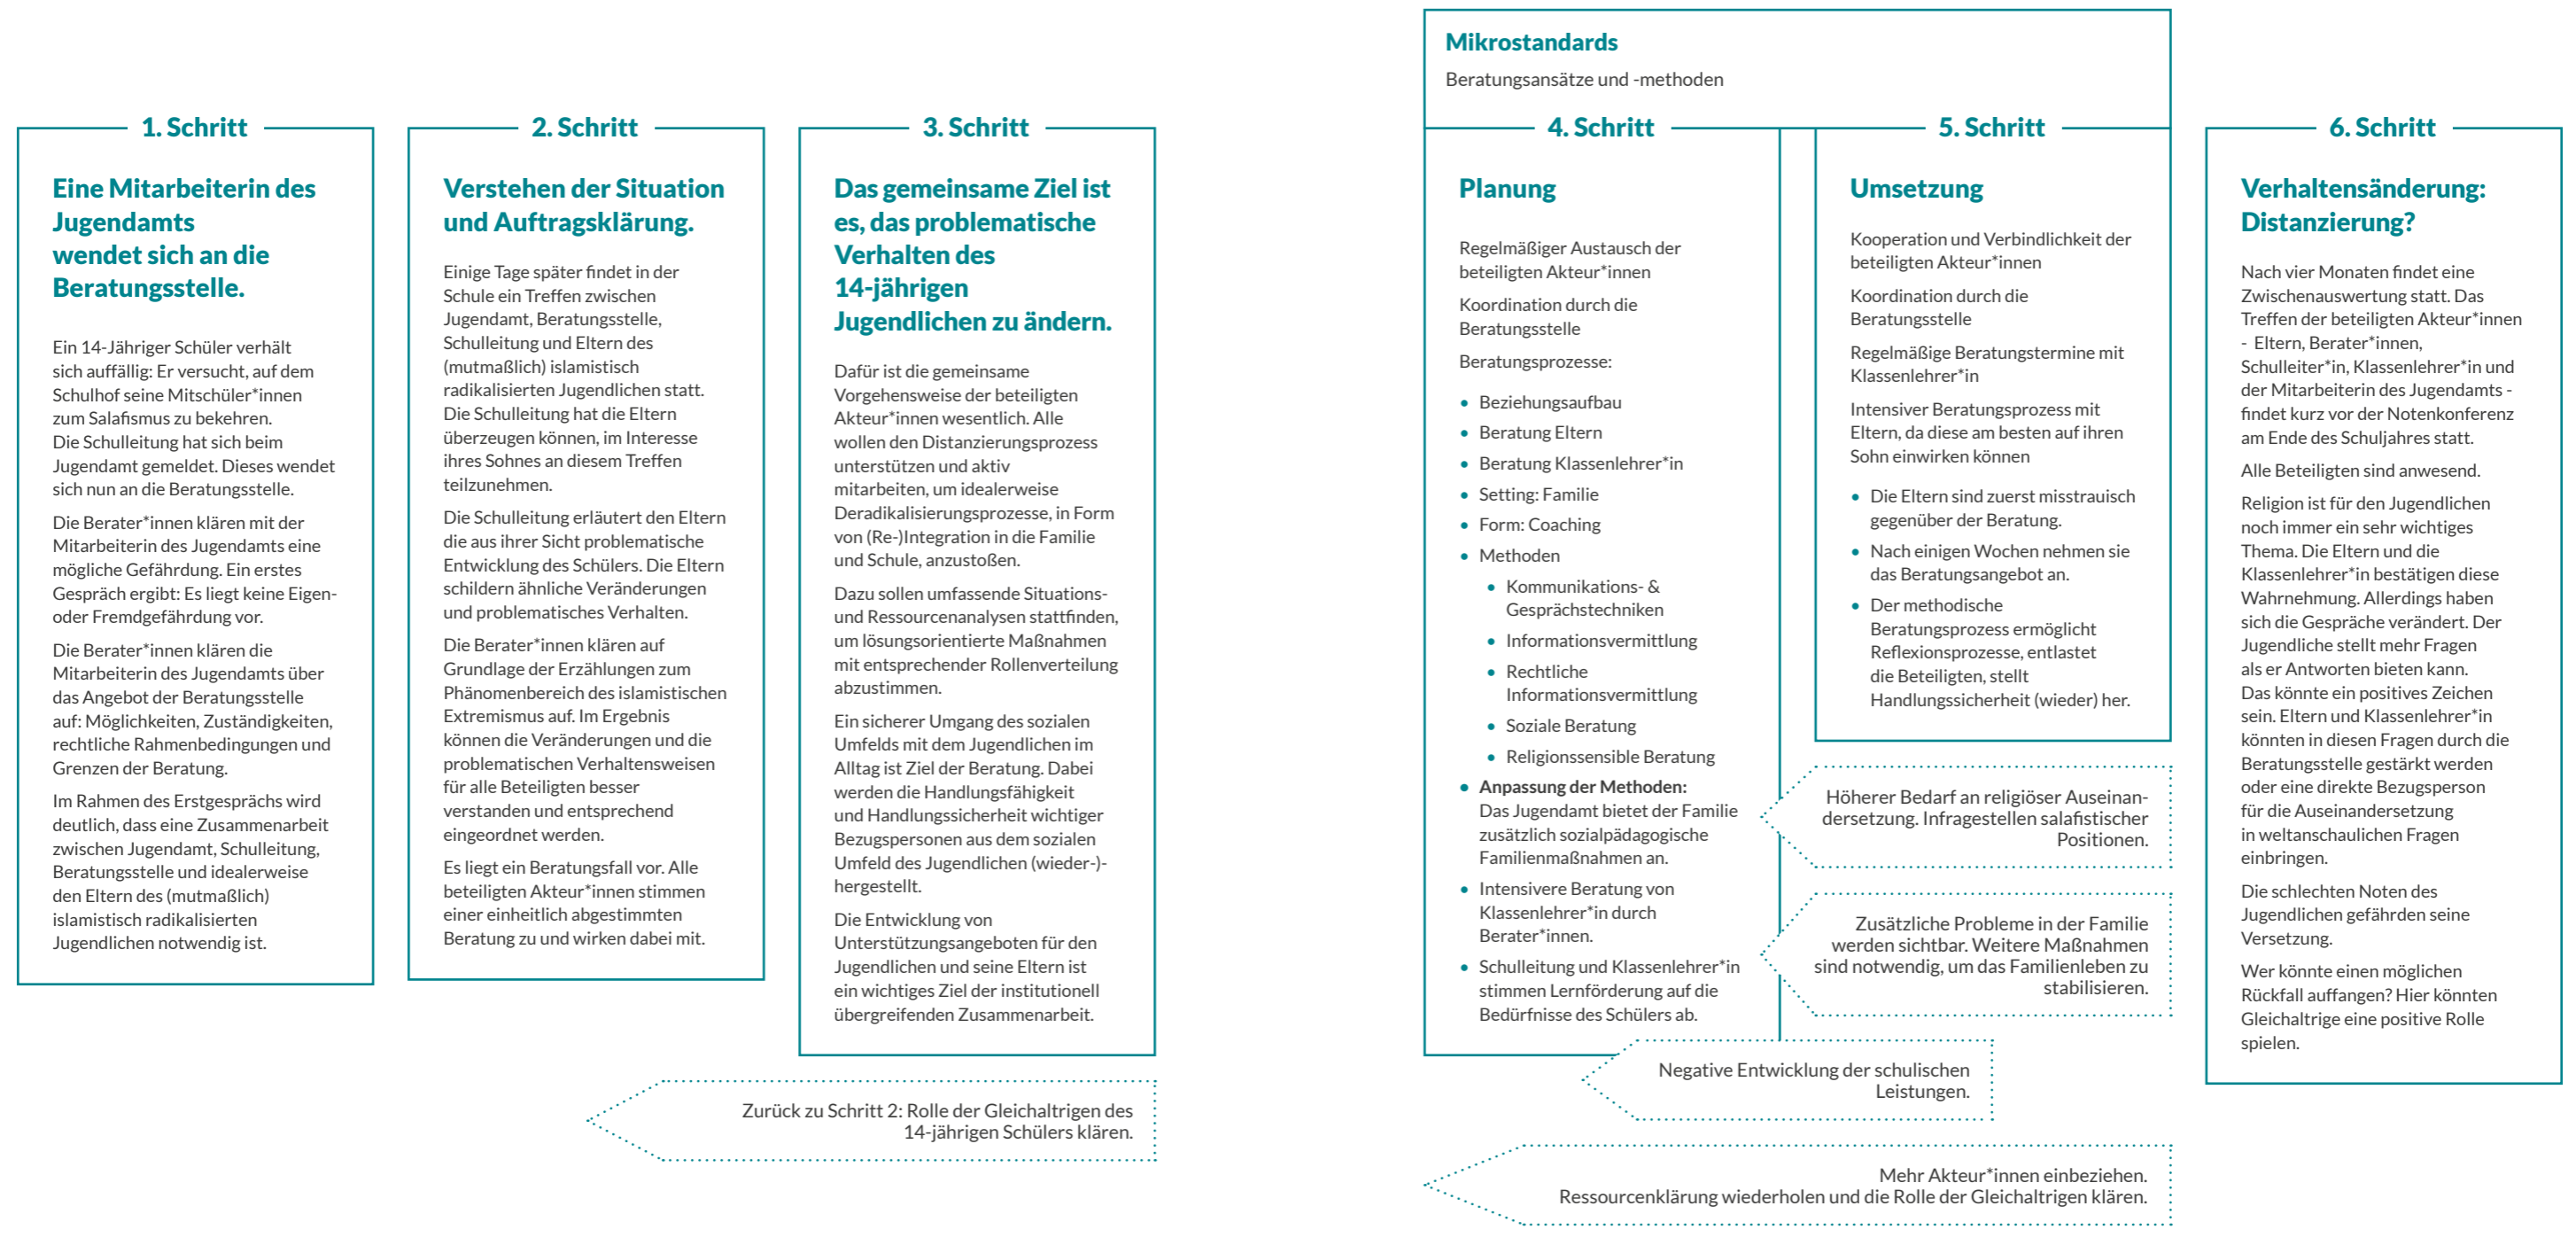 1. Schritt
Eine Mitarbeiterin des
Jugendamts
wendet sich an die
Beratungsstelle.
Ein 14-Jähriger Schüler verhält
sich auffällig: Er versucht, auf dem
Schulhof seine Mitschüler*innen
zum Salafismus zu bekehren.
Die Schulleitung hat sich beim
Jugendamt gemeldet. Dieses wendet
sich nun an die Beratungsstelle.
Die Berater*innen klären mit der
Mitarbeiterin des Jugendamts eine
mögliche Gefährdung. Ein erstes
Gespräch ergibt: Es liegt keine Eigen-
oder Fremdgefährdung vor.
Die Berater*innen klären die
Mitarbeiterin des Jugendamts über
das Angebot der Beratungsstelle
auf: Möglichkeiten, Zuständigkeiten,
rechtliche Rahmenbedingungen und
Grenzen der Beratung.
Im Rahmen des Erstgesprächs wird
deutlich, dass eine Zusammenarbeit
zwischen Jugendamt, Schulleitung,
Beratungsstelle und idealerweise
den Eltern des (mutmaßlich)
islamistisch radikalisierten
Jugendlichen notwendig ist.
2. Schritt
Verstehen der Situation
und Auftragsklärung.
Einige Tage später findet in der
Schule ein Treffen zwischen
Jugendamt, Beratungsstelle,
Schulleitung und Eltern des
(mutmaßlich) islamistisch
radikalisierten Jugendlichen statt.
Die Schulleitung hat die Eltern
überzeugen können, im Interesse
ihres Sohnes an diesem Treffen
teilzunehmen.
Die Schulleitung erläutert den Eltern
die aus ihrer Sicht problematische
Entwicklung des Schülers. Die Eltern
schildern ähnliche Veränderungen
und problematisches Verhalten.
Die Berater*innen klären auf
Grundlage der Erzählungen zum
Phänomenbereich des islamistischen
Extremismus auf. Im Ergebnis
können die Veränderungen und die
problematischen Verhaltensweisen
für alle Beteiligten besser
verstanden und entsprechend
eingeordnet werden.
Es liegt ein Beratungsfall vor. Alle
beteiligten Akteur*innen stimmen
einer einheitlich abgestimmten
Beratung zu und wirken dabei mit.
3. Schritt
Das gemeinsame Ziel ist
es, das problematische
Verhalten des
14-jährigen
Jugendlichen zu ändern.
Dafür ist die gemeinsame
Vorgehensweise der beteiligten
Akteur*innen wesentlich. Alle
wollen den Distanzierungsprozess
unterstützen und aktiv
mitarbeiten, um idealerweise
Deradikalisierungsprozesse, in Form
von (Re-)Integration in die Familie
und Schule, anzustoßen.
Dazu sollen umfassende Situations-
und Ressourcenanalysen stattfinden,
um lösungsorientierte Maßnahmen
mit entsprechender Rollenverteilung
abzustimmen.
Ein sicherer Umgang des sozialen
Umfelds mit dem Jugendlichen im
Alltag ist Ziel der Beratung. Dabei
werden die Handlungsfähigkeit
und Handlungssicherheit wichtiger
Bezugspersonen aus dem sozialen
Umfeld des Jugendlichen (wieder-)-
hergestellt.
Die Entwicklung von
Unterstützungsangeboten für den
Jugendlichen und seine Eltern ist
ein wichtiges Ziel der institutionell
übergreifenden Zusammenarbeit.
Zurück zu Schritt 2: Rolle der Gleichaltrigen des
14-jährigen Schülers klären.
Mikrostandards
Beratungsansätze und -methoden
4. Schritt
Planung
Regelmäßiger Austausch der
beteiligten Akteur*innen
Koordination durch die
Beratungsstelle
Beratungsprozesse:
• Beziehungsaufbau
• Beratung Eltern
• Beratung Klassenlehrer*in
• Setting: Familie
• Form: Coaching
• Methoden
• Kommunikations- &
Gesprächstechniken
• Informationsvermittlung
• Rechtliche
Informationsvermittlung
• Soziale Beratung
• Religionssensible Beratung
• Anpassung der Methoden:
Das Jugendamt bietet der Familie
zusätzlich sozialpädagogische
Familienmaßnahmen an.
• Intensivere Beratung von
Klassenlehrer*in durch
Berater*innen.
• Schulleitung und Klassenlehrer*in
stimmen Lernförderung auf die
Bedürfnisse des Schülers ab.
5. Schritt
Umsetzung
Kooperation und Verbindlichkeit der
beteiligten Akteur*innen
Koordination durch die
Beratungsstelle
Regelmäßige Beratungstermine mit
Klassenlehrer*in
Intensiver Beratungsprozess mit
Eltern, da diese am besten auf ihren
Sohn einwirken können
• Die Eltern sind zuerst misstrauisch
gegenüber der Beratung.
• Nach einigen Wochen nehmen sie
das Beratungsangebot an.
• Der methodische
Beratungsprozess ermöglicht
Reflexionsprozesse, entlastet
die Beteiligten, stellt
Handlungssicherheit (wieder) her.
Höherer Bedarf an religiöser Auseinan-
dersetzung. Infragestellen salafistischer
Positionen.
Zusätzliche Probleme in der Familie
werden sichtbar. Weitere Maßnahmen
sind notwendig, um das Familienleben zu
stabilisieren.
Negative Entwicklung der schulischen
Leistungen.
Mehr Akteur*innen einbeziehen.
Ressourcenklärung wiederholen und die Rolle der Gleichaltrigen klären.
6. Schritt
Verhaltensänderung:
Distanzierung?
Nach vier Monaten findet eine
Zwischenauswertung statt. Das
Treffen der beteiligten Akteur*innen
- Eltern, Berater*innen,
Schulleiter*in, Klassenlehrer*in und
der Mitarbeiterin des Jugendamts -
findet kurz vor der Notenkonferenz
am Ende des Schuljahres statt.
Alle Beteiligten sind anwesend.
Religion ist für den Jugendlichen
noch immer ein sehr wichtiges
Thema. Die Eltern und die
Klassenlehrer*in bestätigen diese
Wahrnehmung. Allerdings haben
sich die Gespräche verändert. Der
Jugendliche stellt mehr Fragen
als er Antworten bieten kann.
Das könnte ein positives Zeichen
sein. Eltern und Klassenlehrer*in
könnten in diesen Fragen durch die
Beratungsstelle gestärkt werden
oder eine direkte Bezugsperson
für die Auseinandersetzung
in weltanschaulichen Fragen
einbringen.
Die schlechten Noten des
Jugendlichen gefährden seine
Versetzung.
Wer könnte einen möglichen
Rückfall auffangen? Hier könnten
Gleichaltrige eine positive Rolle
spielen.